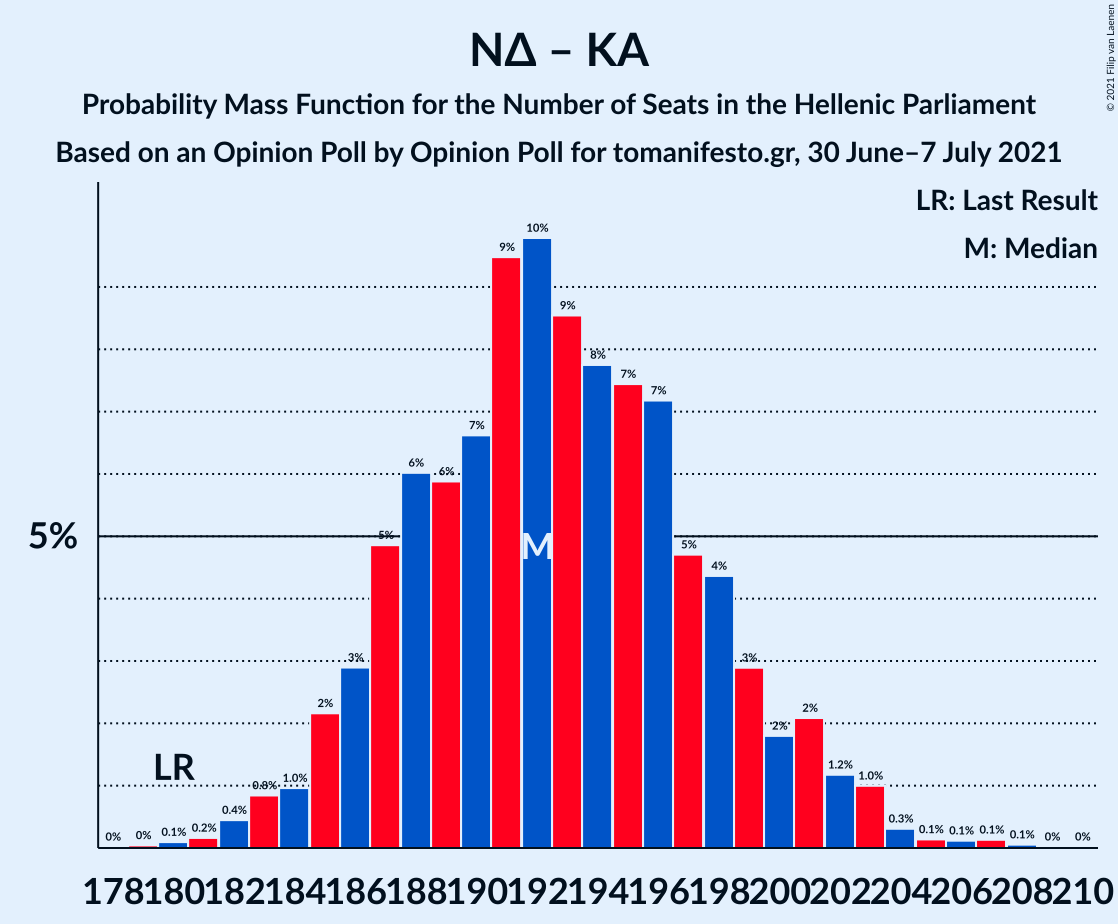 © 2021 Filip van Laenen
ΝΔ – ΚΑ
Probability Mass Function for the Number of Seats in the Hellenic Parliament
Based on an Opinion Poll by Opinion Poll for tomanifesto.gr, 30 June–7 July 2021
LR: Last Result
M: Median
5%
LR
M
0% 0% 0.1% 0.2% 0.4% 0.8% 1.0% 2% 3% 5% 6% 6% 7% 9% 10% 9% 8% 7% 7% 5% 4% 3% 2% 2% 1.2% 1.0% 0.3% 0.1% 0.1% 0.1% 0.1% 0% 0%
178 180 182 184 186 188 190 192 194 196 198 200 202 204 206 208 210